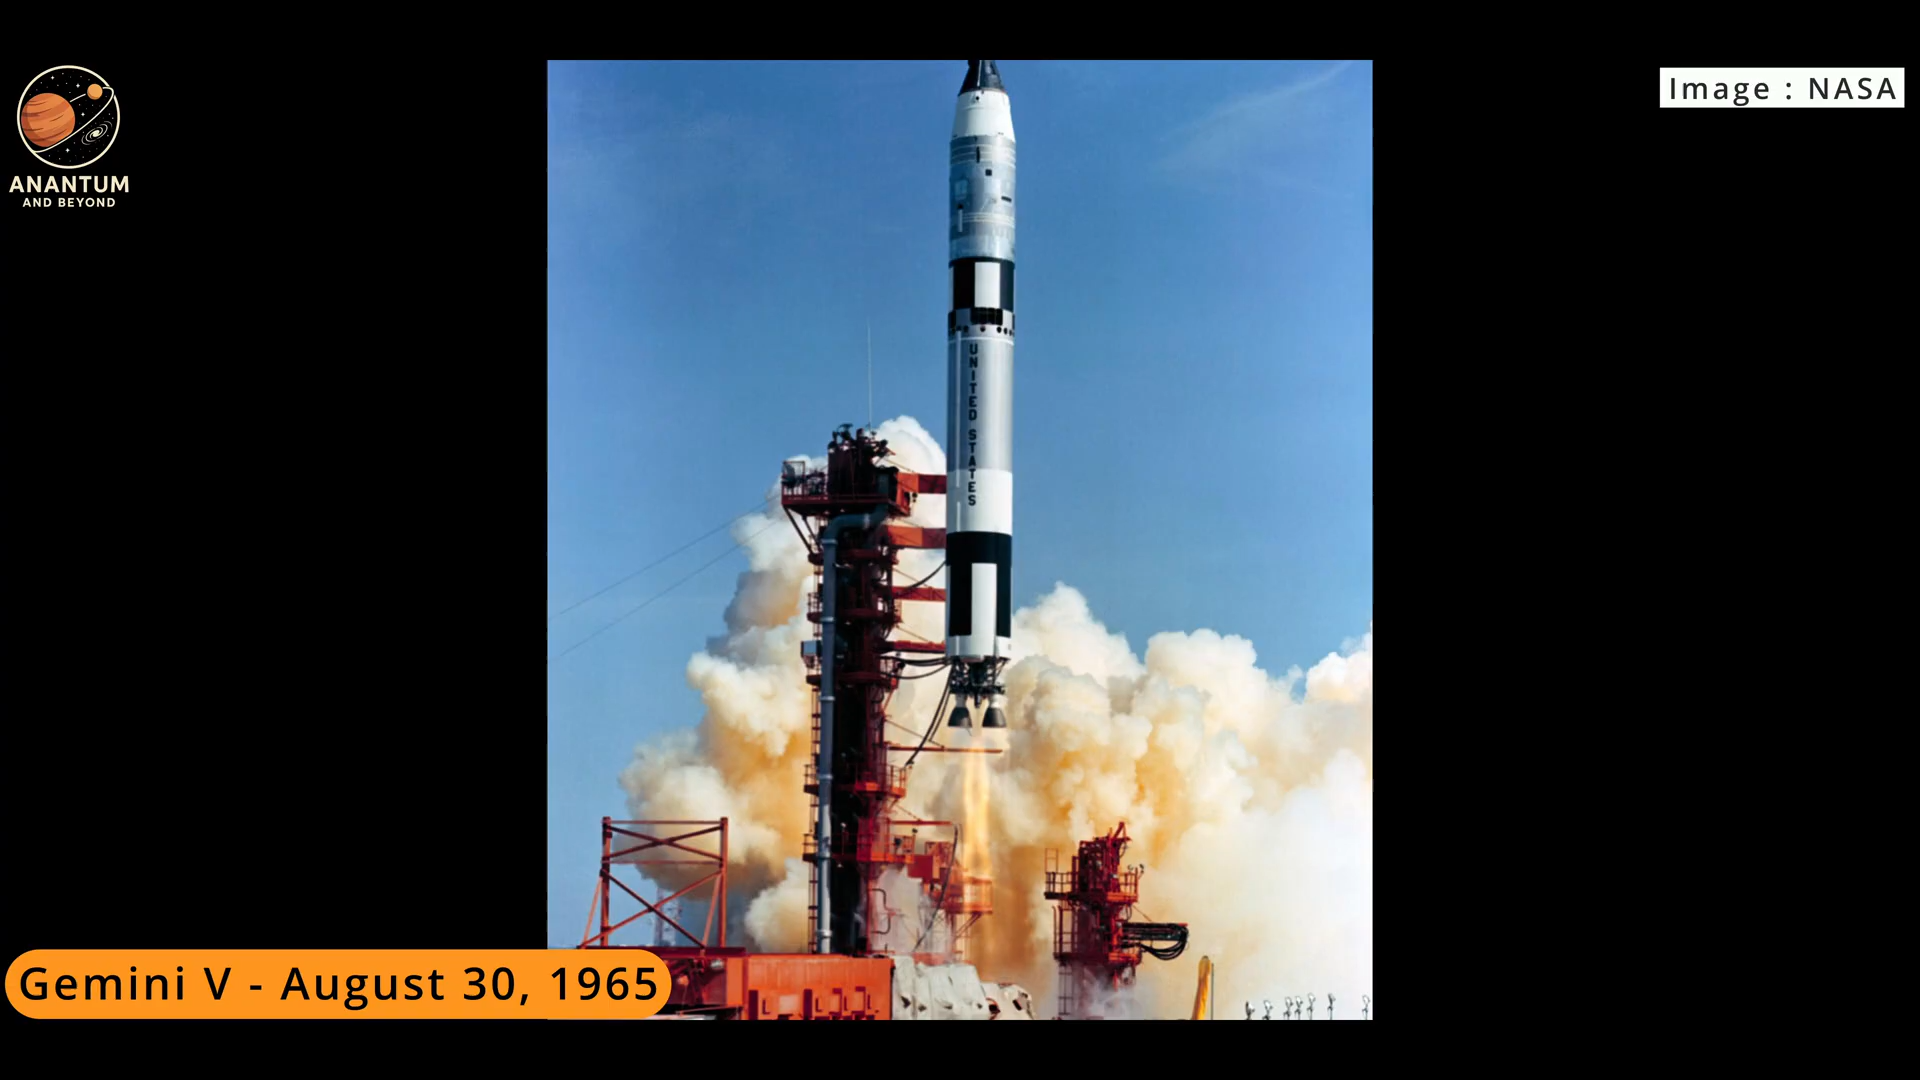 ANANTUM
AND BEYOND
Image : NASA
UNITED STATES
Gemini V - August 30, 1965